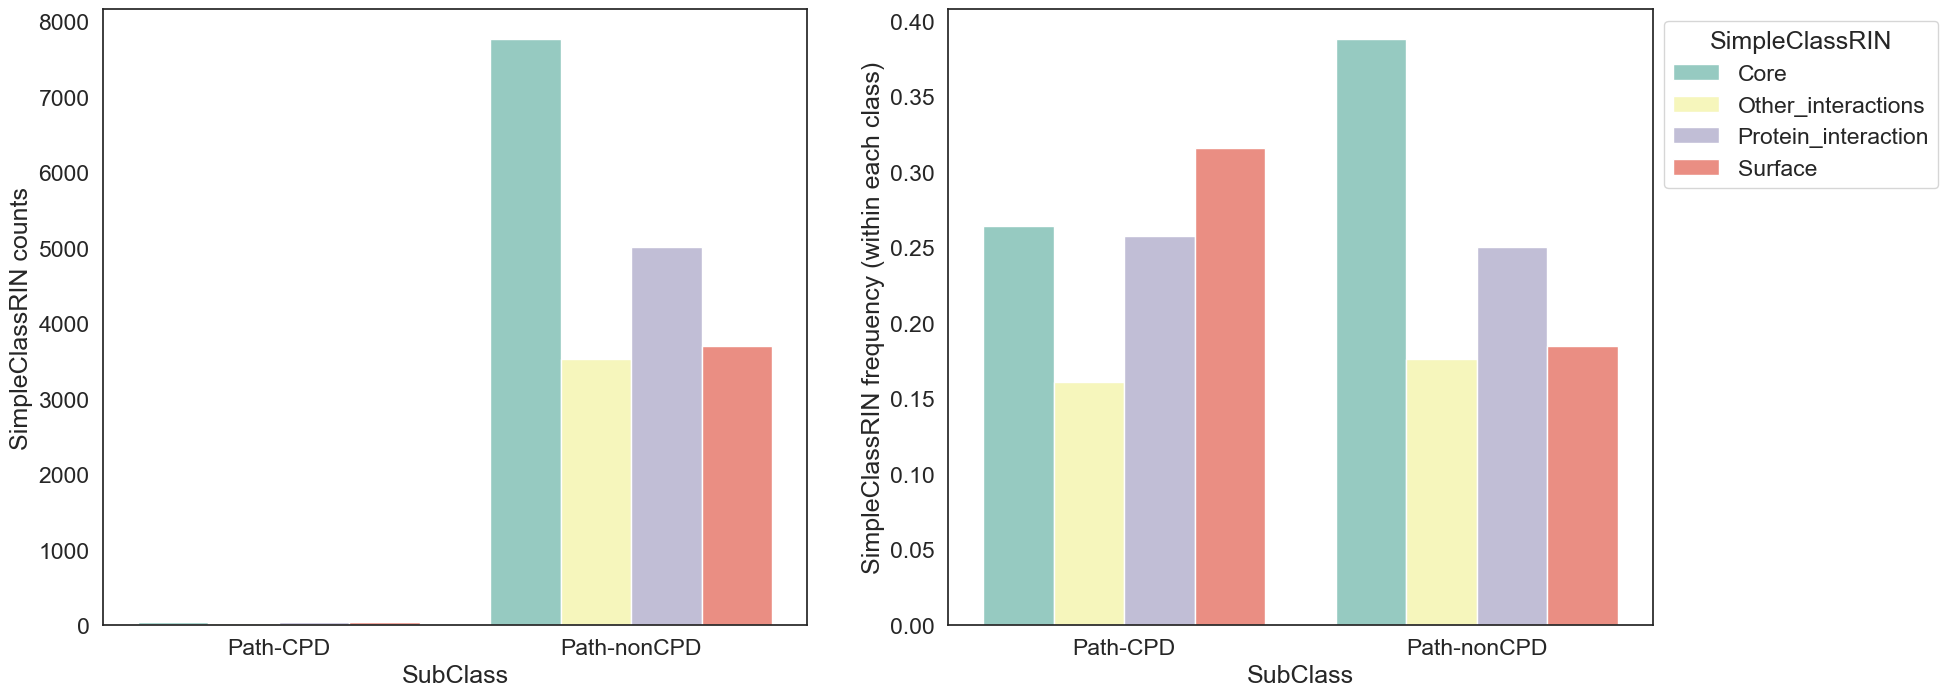 SimpleClassRIN counts
8000
7000
6000
5000
4000
3000
2000
1000
0
Path-CPD
Path-nonCPD
SubClass
SimpleClassRIN frequency (within each class)
0.40
0.35
0.30
0.25
0.20
0.15
0.10
0.05
0.00
Path-CPD
Path-nonCPD
SubClass
SimpleClassRIN
Core
Other_interactions
Protein_interaction
Surface